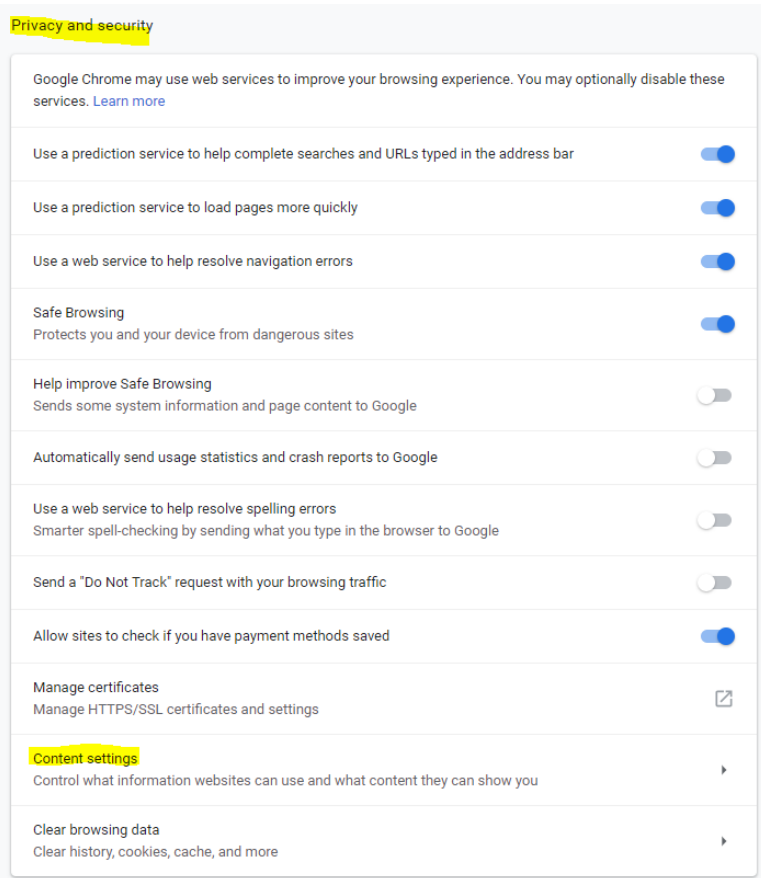 Privacy and security
Google Chrome may use web services to improve your browsing experience. You may optionally disable these
services. Learn more
Use a prediction service to help complete searches and URLs typed in the address bar
Use a prediction service to load pages more quickly
Use a web service to help resolve navigation errors
Safe Browsing
Protects you and your device from dangerous sites
Help improve Safe Browsing
Sends some system information and page content to Google
Automatically send usage statistics and crash reports to Google
Use a web service to help resolve spelling errors
Smarter spell-checking by sending what you type in the browser to Google
Send a "Do Not Track" request with your browsing traffic
Allow sites to check if you have payment methods saved
Manage certificates
Manage HTTPS/SSL certificates and settings
Content settings
Control what information websites can use and what content they can show you
Clear browsing data
Clear history, cookies, cache, and more